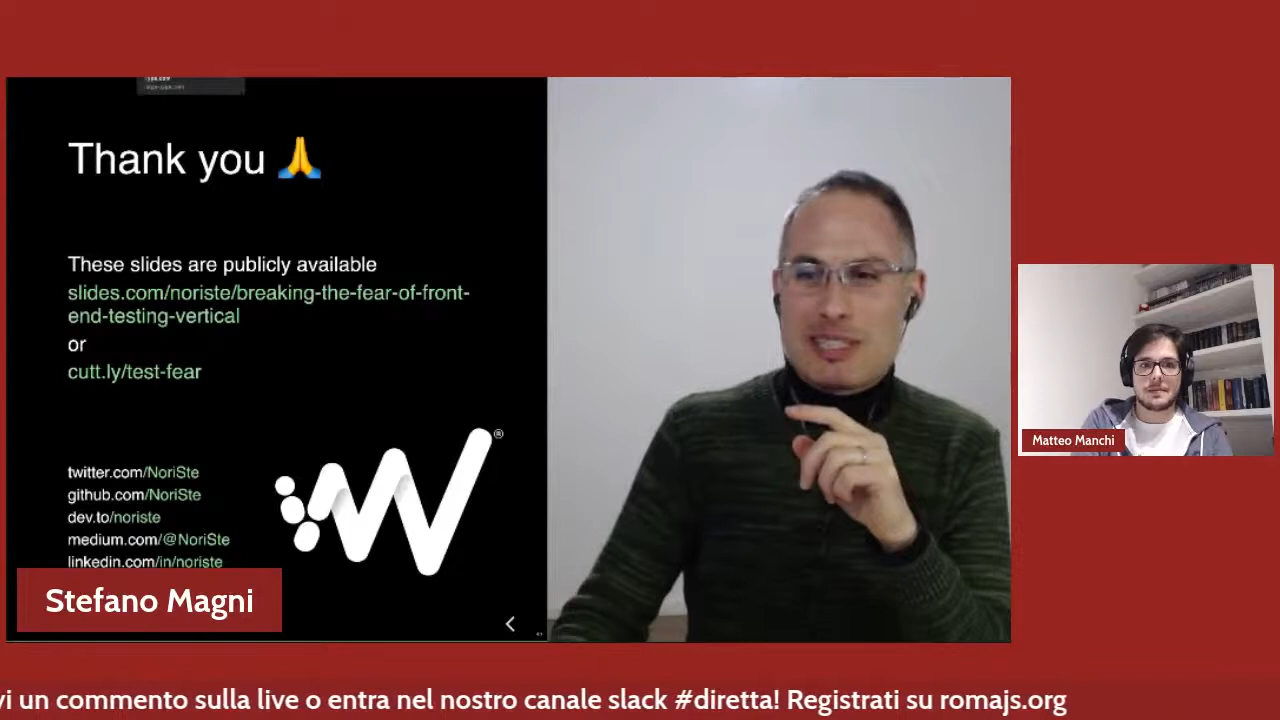 Thank you 🙏
These slides are publicly available
slides.com/noriste/breaking-the-fear-of-front-
end-testing-vertical
or
cutt.ly/test-fear
®
twitter.com/NoriSte
github.com/NoriSte
dev.to/noriste
medium.com/@NoriSte
linkedin.com/in/noriste
Stefano Magni
Matteo Manchi
un commento sulla live o entra nel nostro canale slack #diretta! Registrati su romajs.org